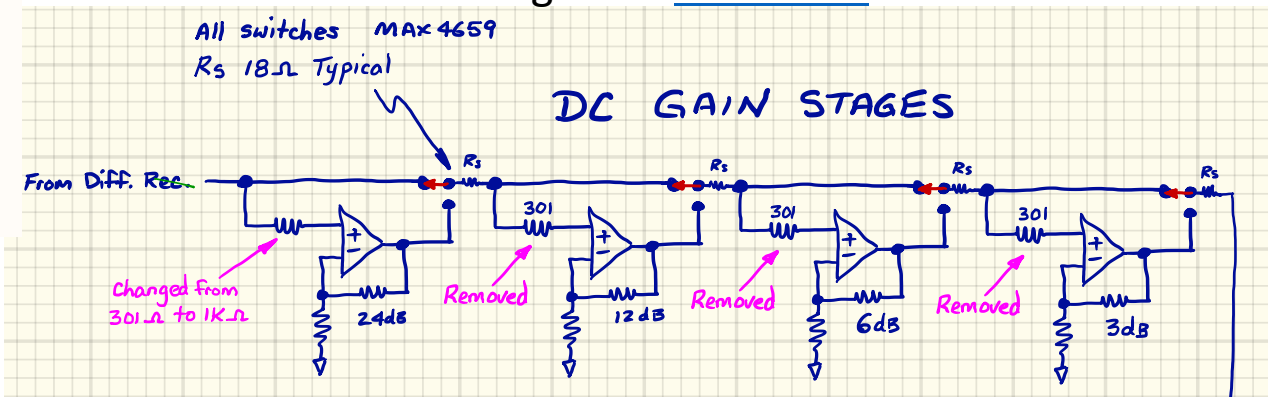 All switches MAX4659
Rs 18Ω Typical
DC GAIN STAGES
From Diff. Rec.
Rs
Rs
Rs
Rs
301
301
301
Changed from
301Ω to 1KΩ
Removed
Removed
Removed
24dB
12dB
6dB
3dB
+
−
+
−
+
−
+
−